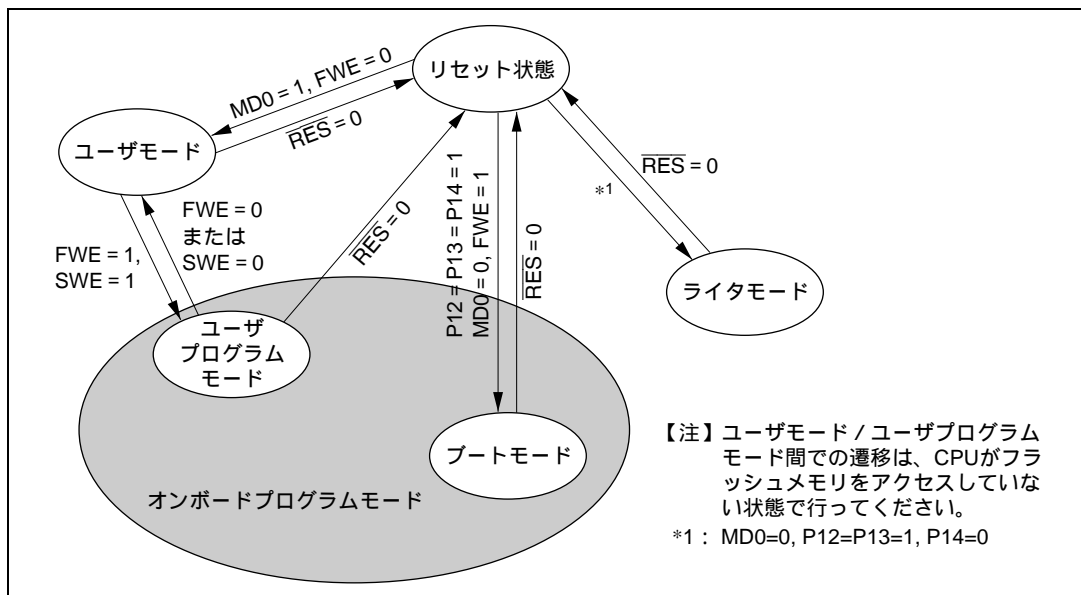 リセット状態
MD0 = 1, FWE = 0
RES = 0
ユーザモード
FWE = 0
または
SWE = 0
FWE = 1,
SWE = 1
RES = 0
P12 = P13 = P14 = 1
MD0 = 0, FWE = 1
RES = 0
*1
RES = 0
ライタモード
ユーザ
プログラム
モード
ブートモード
オンボードプログラムモード
【注】ユーザモード / ユーザプログラム
モード間での遷移は、CPUがフラ
ッシュメモリをアクセスしていな
い状態で行ってください。
*1 : MD0=0, P12=P13=1, P14=0